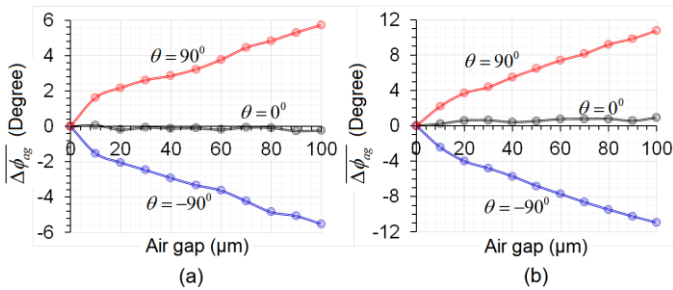 6
4
2
0
-2
-4
-6
0 20 40 60 80 100
θ = 90⁰
θ = 0⁰
θ = −90⁰
Δϕ_ag (Degree)
Air gap (µm)
(a)
12
8
4
0
-4
-8
-12
0 20 40 60 80 100
θ = 90⁰
θ = 0⁰
θ = −90⁰
Δϕ_ag (Degree)
Air gap (µm)
(b)